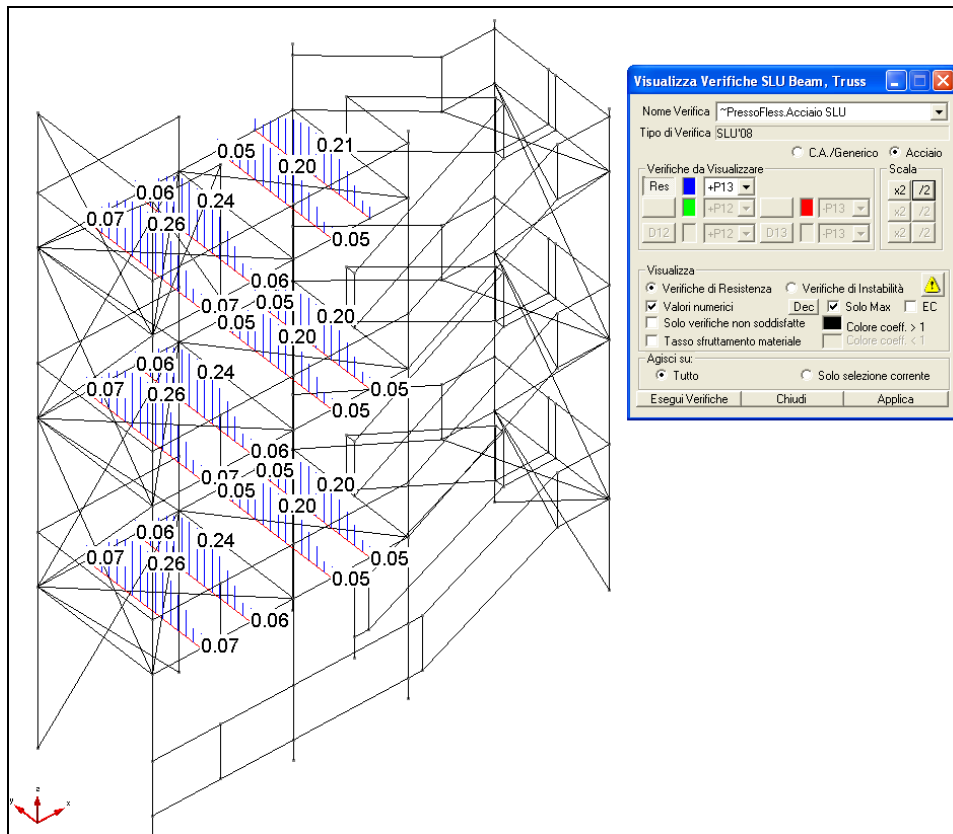 0.21
0.05
0.20
0.06
0.24
0.07
0.26
0.05
0.06
0.07
0.05
0.05
0.20
0.20
0.06
0.24
0.07
0.26
0.05
0.05
0.06
0.07
0.05
0.05
0.20
0.20
0.06
0.24
0.07
0.26
0.05
0.05
0.06
0.07
z
y
x
Visualizza Verifiche SLU Beam, Truss
Nome Verifica ~PressoFless.Acciaio SLU
Tipo di Verifica SLU'08
C.A./Generico Acciaio
Verifiche da Visualizzare
Scala
Res +P13 x2 /2
+P12 -P13 x2 /2
D12 +P12 D13 -P13 x2 /2
Visualizza
Verifiche di Resistenza Verifiche di Instabilità
Valori numerici Dec Solo Max EC
Solo verifiche non soddisfatte Colore coeff. > 1
Tasso sfruttamento materiale Colore coeff. < 1
Agisci su:
Tutto Solo selezione corrente
Esegui Verifiche Chiudi Applica